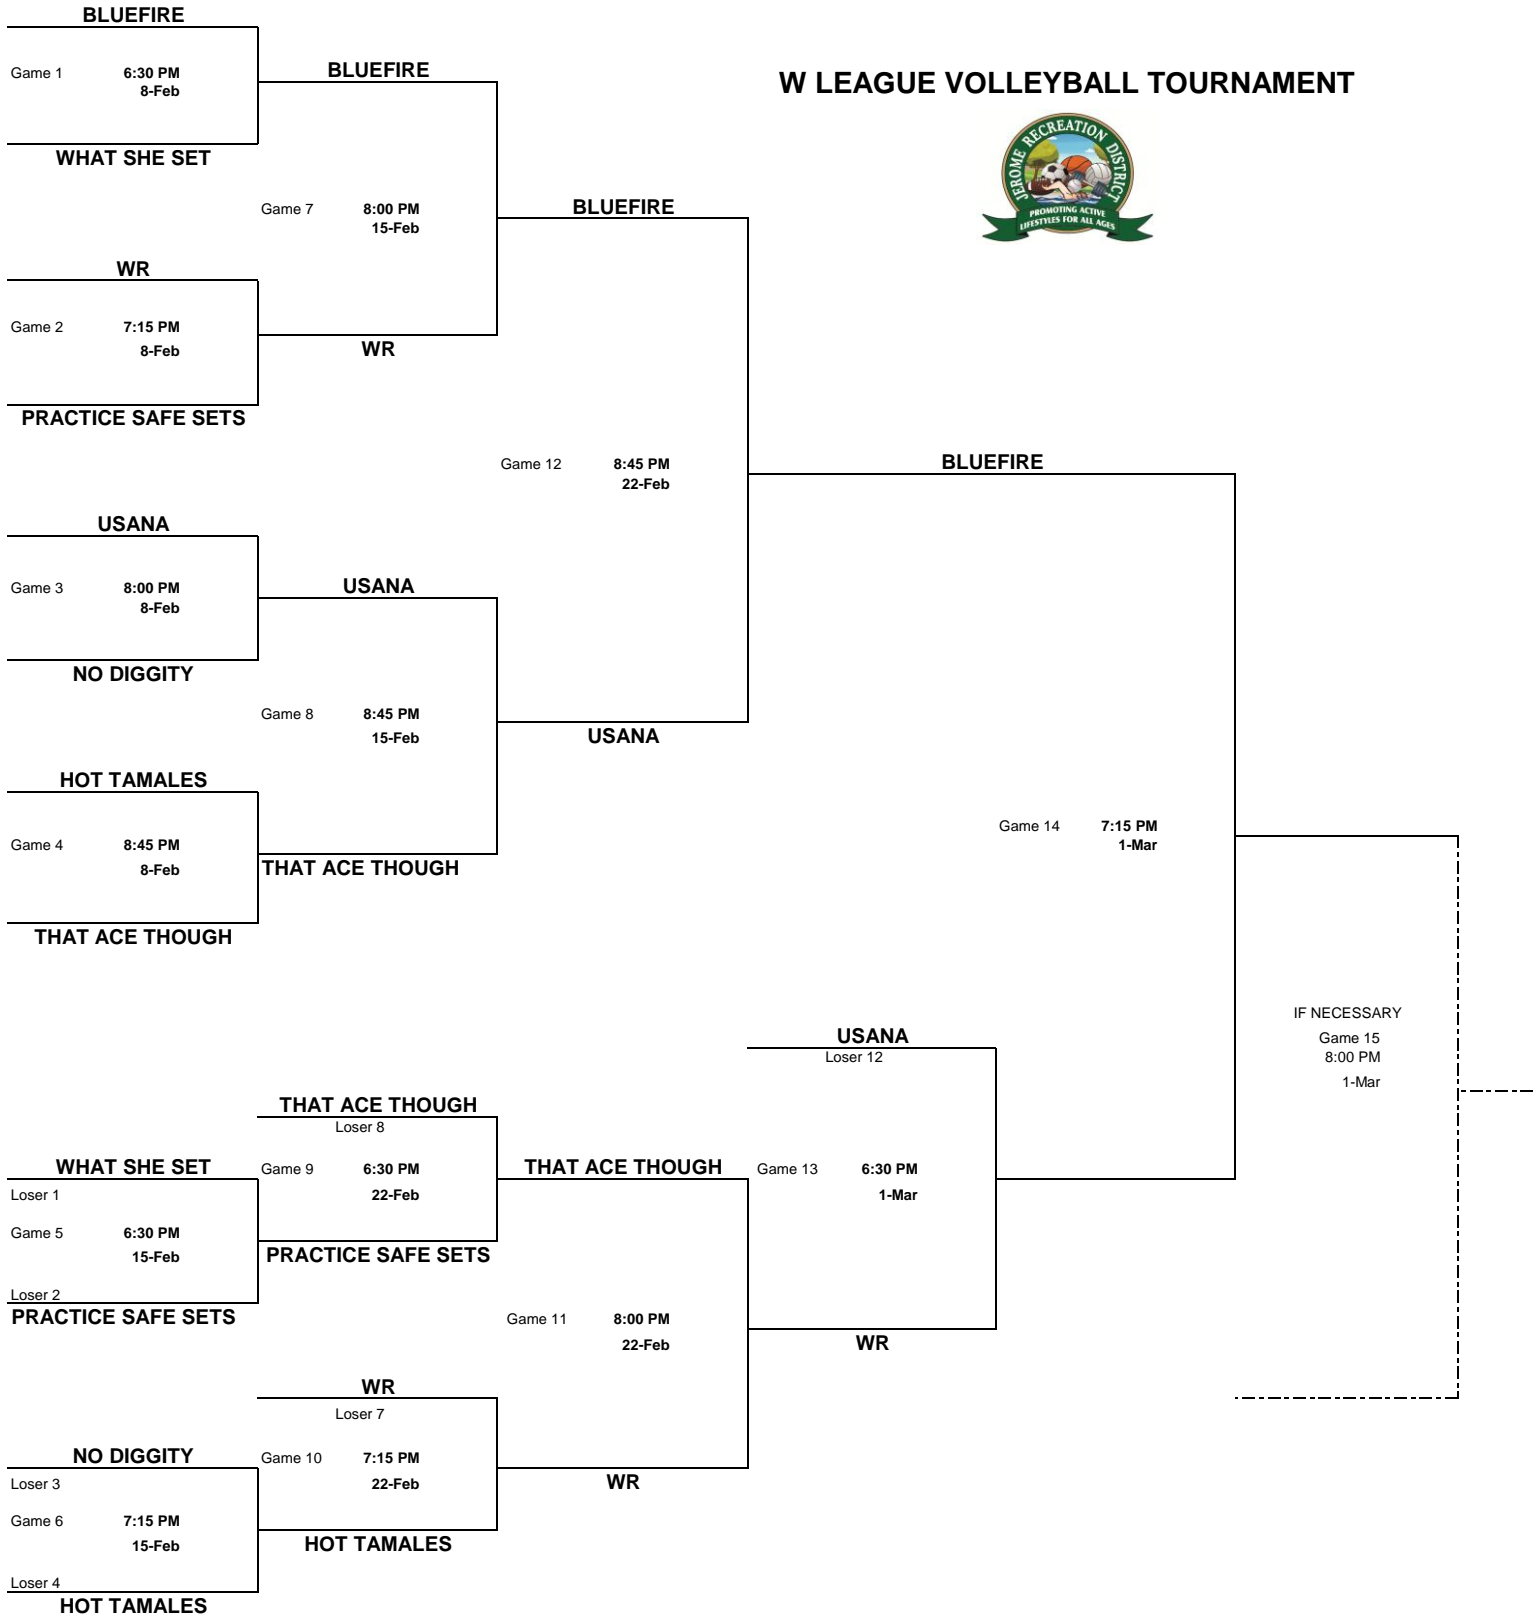 BLUEFIRE
Game 1 6:30 PM
8-Feb
WHAT SHE SET
BLUEFIRE
W LEAGUE VOLLEYBALL TOURNAMENT
JEROME RECREATION DISTRICT
PROMOTING ACTIVE
LIFESTYLES FOR ALL AGES
Game 7 8:00 PM
15-Feb
BLUEFIRE
WR
Game 2 7:15 PM
8-Feb
PRACTICE SAFE SETS
WR
Game 12 8:45 PM
22-Feb
BLUEFIRE
USANA
Game 3 8:00 PM
8-Feb
NO DIGGITY
USANA
Game 8 8:45 PM
15-Feb
USANA
HOT TAMALES
Game 4 8:45 PM
8-Feb
THAT ACE THOUGH
THAT ACE THOUGH
Game 14 7:15 PM
1-Mar
IF NECESSARY
Game 15
8:00 PM
1-Mar
USANA
Loser 12
THAT ACE THOUGH
Loser 8
WHAT SHE SET
Loser 1
Game 5 6:30 PM
15-Feb
Loser 2
PRACTICE SAFE SETS
Game 9 6:30 PM
22-Feb
PRACTICE SAFE SETS
THAT ACE THOUGH
Game 13 6:30 PM
1-Mar
Game 11 8:00 PM
22-Feb
WR
WR
Loser 7
NO DIGGITY
Loser 3
Game 6 7:15 PM
15-Feb
Loser 4
HOT TAMALES
Game 10 7:15 PM
22-Feb
HOT TAMALES
WR